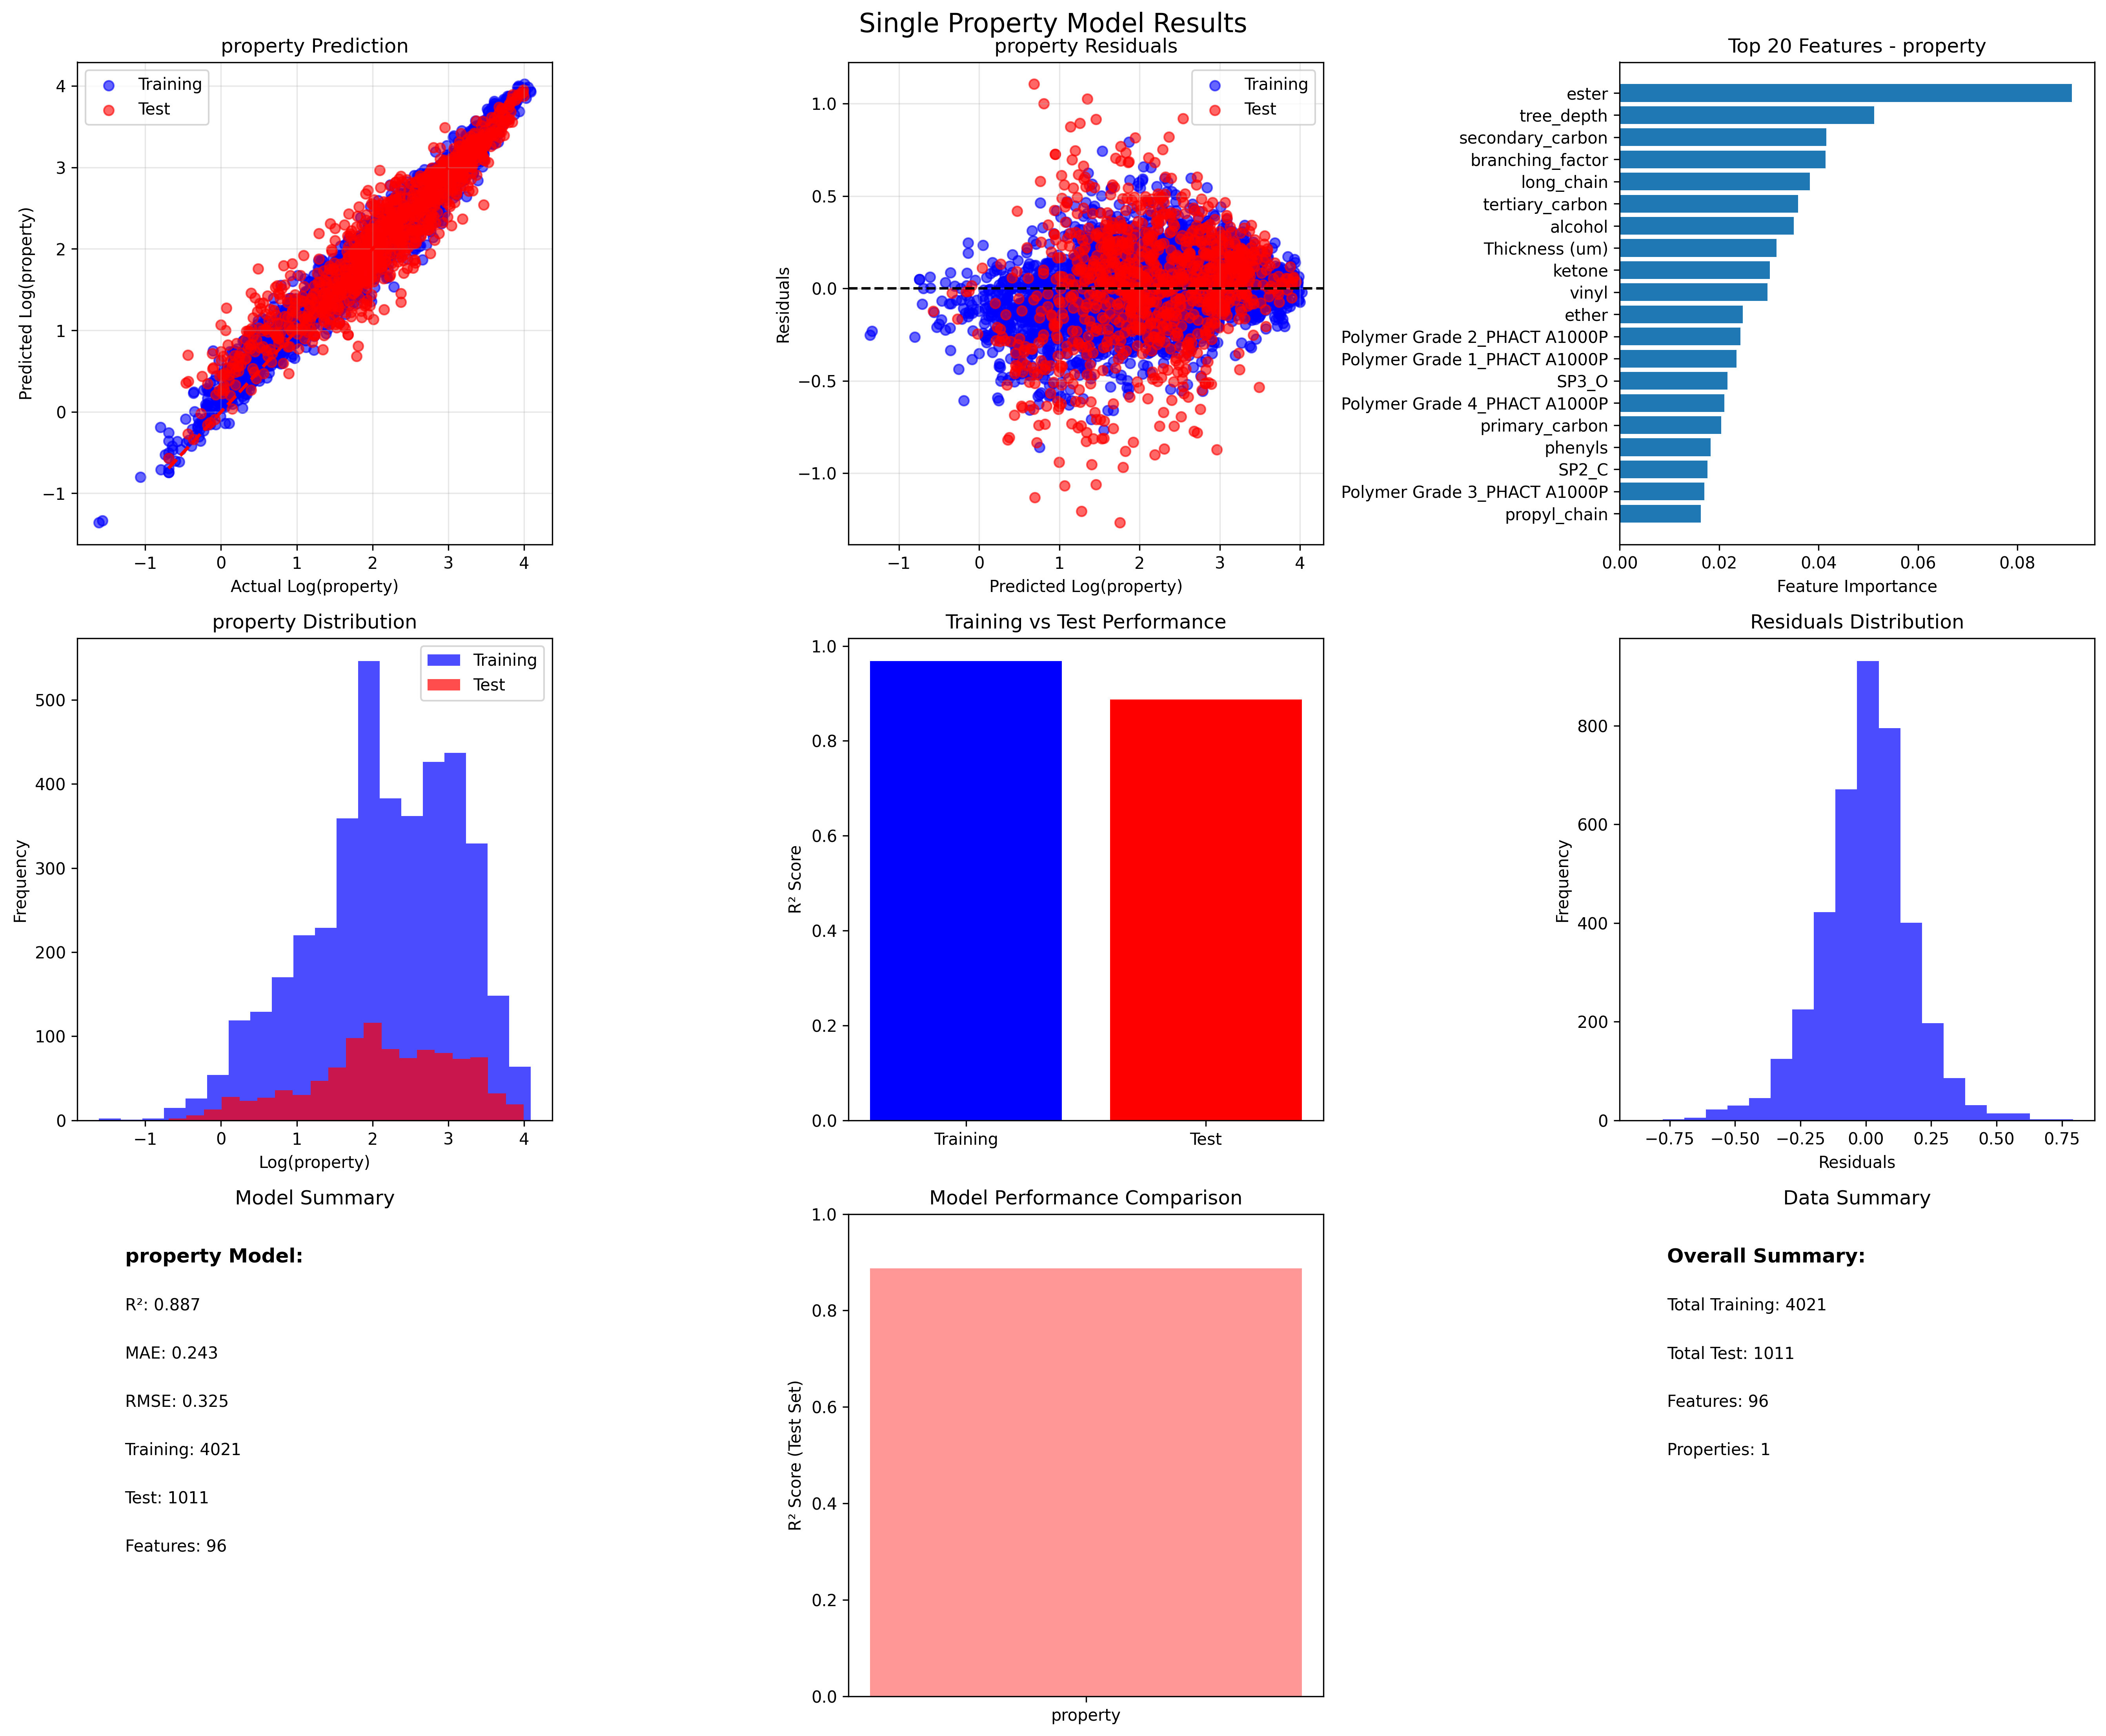 Single Property Model Results
property Prediction
Training
Test
4
3
2
1
0
−1
−1
0
1
2
3
4
Predicted Log(property)
Actual Log(property)
property Residuals
Training
Test
1.0
0.5
0.0
−0.5
−1.0
−1
0
1
2
3
4
Residuals
Predicted Log(property)
Top 20 Features - property
ester
tree_depth
secondary_carbon
branching_factor
long_chain
tertiary_carbon
alcohol
Thickness (um)
ketone
vinyl
ether
Polymer Grade 2_PHACT A1000P
Polymer Grade 1_PHACT A1000P
SP3_O
Polymer Grade 4_PHACT A1000P
primary_carbon
phenyls
SP2_C
Polymer Grade 3_PHACT A1000P
propyl_chain
0.00
0.02
0.04
0.06
0.08
Feature Importance
property Distribution
Training
Test
500
400
300
200
100
0
−1
0
1
2
3
4
Frequency
Log(property)
Training vs Test Performance
1.0
0.8
0.6
0.4
0.2
0.0
R² Score
Training
Test
Residuals Distribution
800
600
400
200
0
Frequency
−0.75
−0.50
−0.25
0.00
0.25
0.50
0.75
Residuals
Model Summary
property Model:
R²: 0.887
MAE: 0.243
RMSE: 0.325
Training: 4021
Test: 1011
Features: 96
Model Performance Comparison
1.0
0.8
0.6
0.4
0.2
0.0
R² Score (Test Set)
property
Data Summary
Overall Summary:
Total Training: 4021
Total Test: 1011
Features: 96
Properties: 1